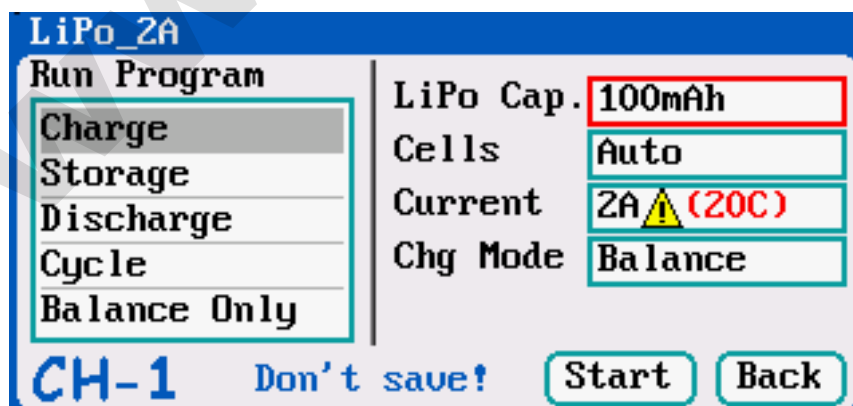 LiPo_2A
Run Program
Charge
Storage
Discharge
Cycle
Balance Only
LiPo Cap. 100mAh
Cells Auto
Current 2A (20C)
Chg Mode Balance
CH-1 Don't save! Start Back